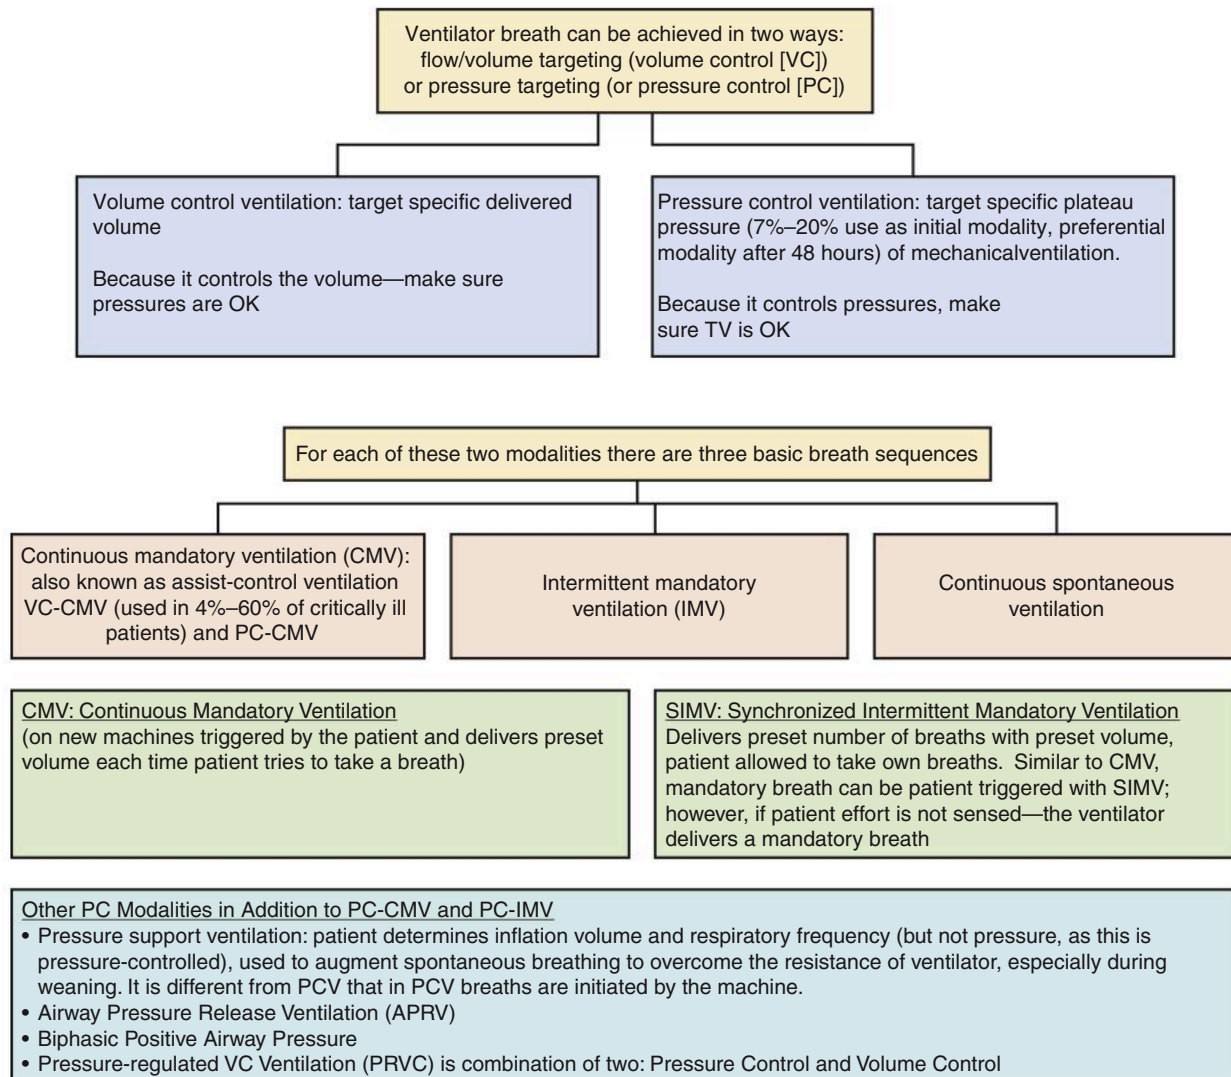 Ventilator breath can be achieved in two ways:
flow/volume targeting (volume control [VC])
or pressure targeting (or pressure control [PC])
Volume control ventilation: target specific delivered
volume
Because it controls the volume—make sure
pressures are OK
Pressure control ventilation: target specific plateau
pressure (7%–20% use as initial modality, preferential
modality after 48 hours) of mechanicalventilation.
Because it controls pressures, make
sure TV is OK
For each of these two modalities there are three basic breath sequences
Continuous mandatory ventilation (CMV):
also known as assist-control ventilation
VC-CMV (used in 4%–60% of critically ill
patients) and PC-CMV
Intermittent mandatory
ventilation (IMV)
Continuous spontaneous
ventilation
CMV: Continuous Mandatory Ventilation
(on new machines triggered by the patient and delivers preset
volume each time patient tries to take a breath)
SIMV: Synchronized Intermittent Mandatory Ventilation
Delivers preset number of breaths with preset volume,
patient allowed to take own breaths.  Similar to CMV,
mandatory breath can be patient triggered with SIMV;
however, if patient effort is not sensed—the ventilator
delivers a mandatory breath
Other PC Modalities in Addition to PC-CMV and PC-IMV
• Pressure support ventilation: patient determines inflation volume and respiratory frequency (but not pressure, as this is
pressure-controlled), used to augment spontaneous breathing to overcome the resistance of ventilator, especially during
weaning. It is different from PCV that in PCV breaths are initiated by the machine.
• Airway Pressure Release Ventilation (APRV)
• Biphasic Positive Airway Pressure
• Pressure-regulated VC Ventilation (PRVC) is combination of two: Pressure Control and Volume Control